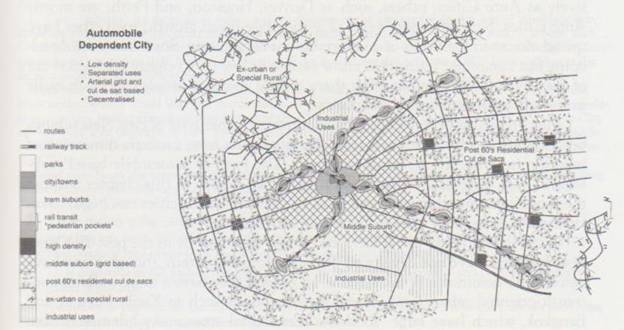 Automobile
Dependent City
• Low density
• Separated uses
• Arterial grid and
cul de sac based
• Decentralised
routes
railway track
parks
city/towns
tram suburbs
rail transit
"pedestrian pockets"
high density
middle suburb (grid based)
post 60's residential cul de sacs
ex-urban or special rural
industrial uses
Ex-urban or
Special Rural
Industrial
Uses
Post 60's Residential
Cul de Sacs
Middle Suburb
Industrial Uses